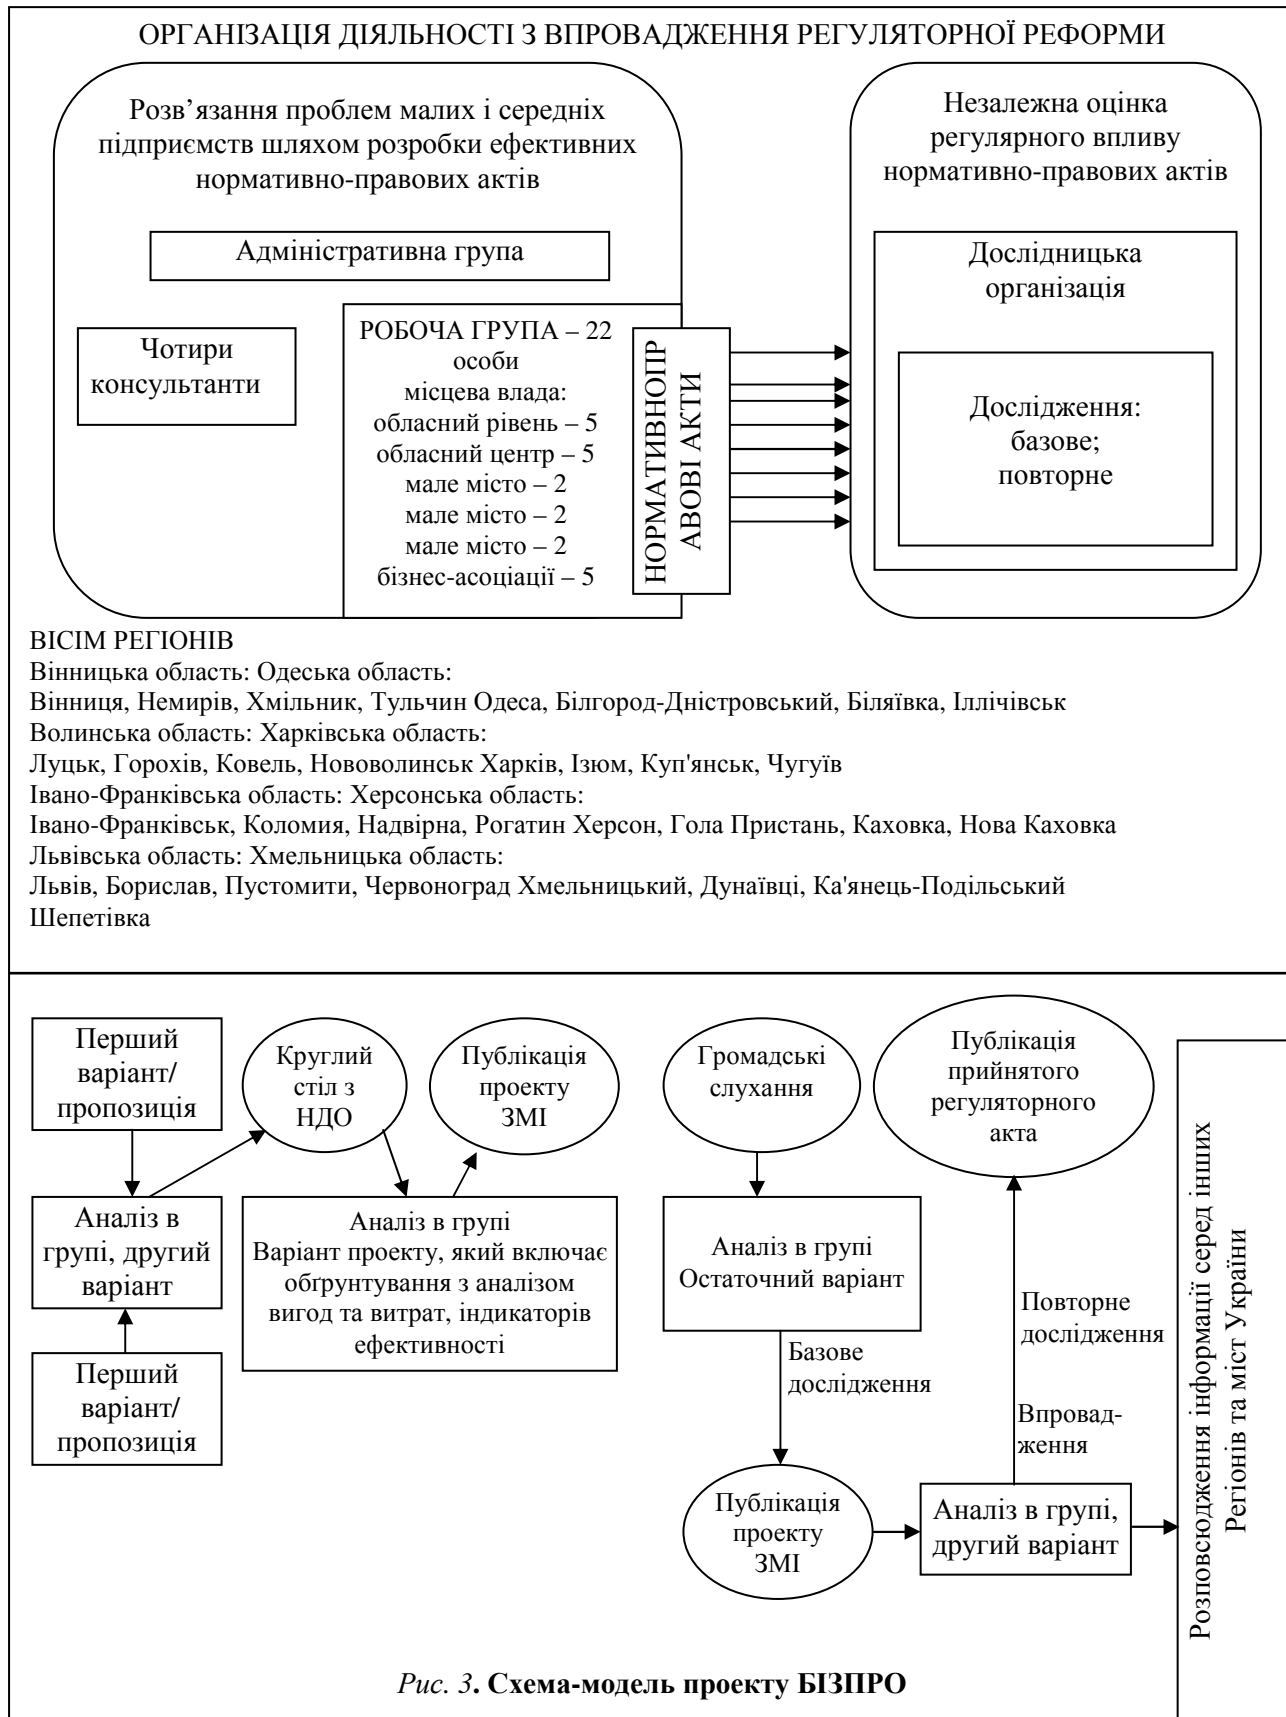 ОРГАНІЗАЦІЯ ДІЯЛЬНОСТІ З ВПРОВАДЖЕННЯ РЕГУЛЯТОРНОЇ РЕФОРМИ
Розв’язання проблем малих і середніх
підприємств шляхом розробки ефективних
нормативно-правових актів
Адміністративна група
Чотири
консультанти
РОБОЧА ГРУПА – 22
особи
місцева влада:
обласний рівень – 5
обласний центр – 5
мале місто – 2
мале місто – 2
мале місто – 2
бізнес-асоціації – 5
НОРМАТИВНОПР
АВОВІ АКТИ
Незалежна оцінка
регулярного впливу
нормативно-правових актів
Дослідницька
організація
Дослідження:
базове;
повторне
ВІСІМ РЕГІОНІВ
Вінницька область: Одеська область:
Вінниця, Немирів, Хмільник, Тульчин Одеса, Білгород-Дністровський, Біляївка, Іллічівськ
Волинська область: Харківська область:
Луцьк, Горохів, Ковель, Нововолинськ Харків, Ізюм, Куп'янськ, Чугуїв
Івано-Франківська область: Херсонська область:
Івано-Франківськ, Коломия, Надвірна, Рогатин Херсон, Гола Пристань, Каховка, Нова Каховка
Львівська область: Хмельницька область:
Львів, Борислав, Пустомити, Червоноград Хмельницький, Дунаївці, Ка'янець-Подільський
Шепетівка
Перший
варіант/
пропозиція
Круглий
стіл з
НДО
Публікація
проекту
ЗМІ
Громадські
слухання
Публікація
прийнятого
регуляторного
акта
Аналіз в
групі, другий
варіант
Аналіз в групі
Варіант проекту, який включає
обґрунтування з аналізом
вигод та витрат, індикаторів
ефективності
Аналіз в групі
Остаточний варіант
Повторне
дослідження
Базове
дослідження
Перший
варіант/
пропозиція
Впровад-
ження
Публікація
проекту
ЗМІ
Аналіз в групі,
другий варіант
Розповсюдження інформації серед інших
Регіонів та міст України
Рис. 3. Схема-модель проекту БІЗПРО